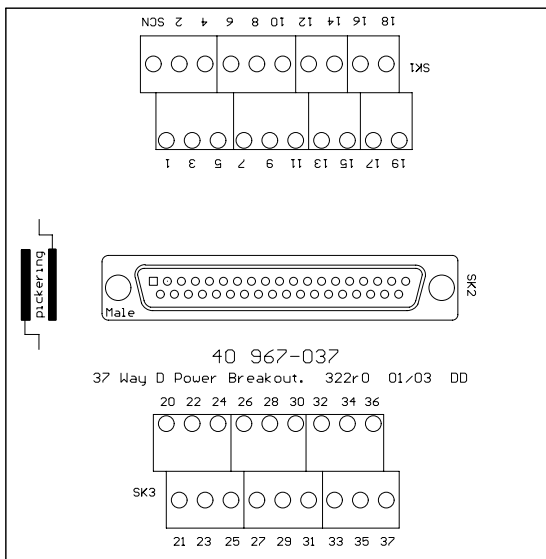 SCN 2 4 6 8 10 12 14 16 18
SK1
1 3 5 7 9 11 13 15 17 19
pickering
Male
SK2
40 967-037
37 Way D Power Breakout. 322r0 01/03 DD
20 22 24 26 28 30 32 34 36
SK3
21 23 25 27 29 31 33 35 37